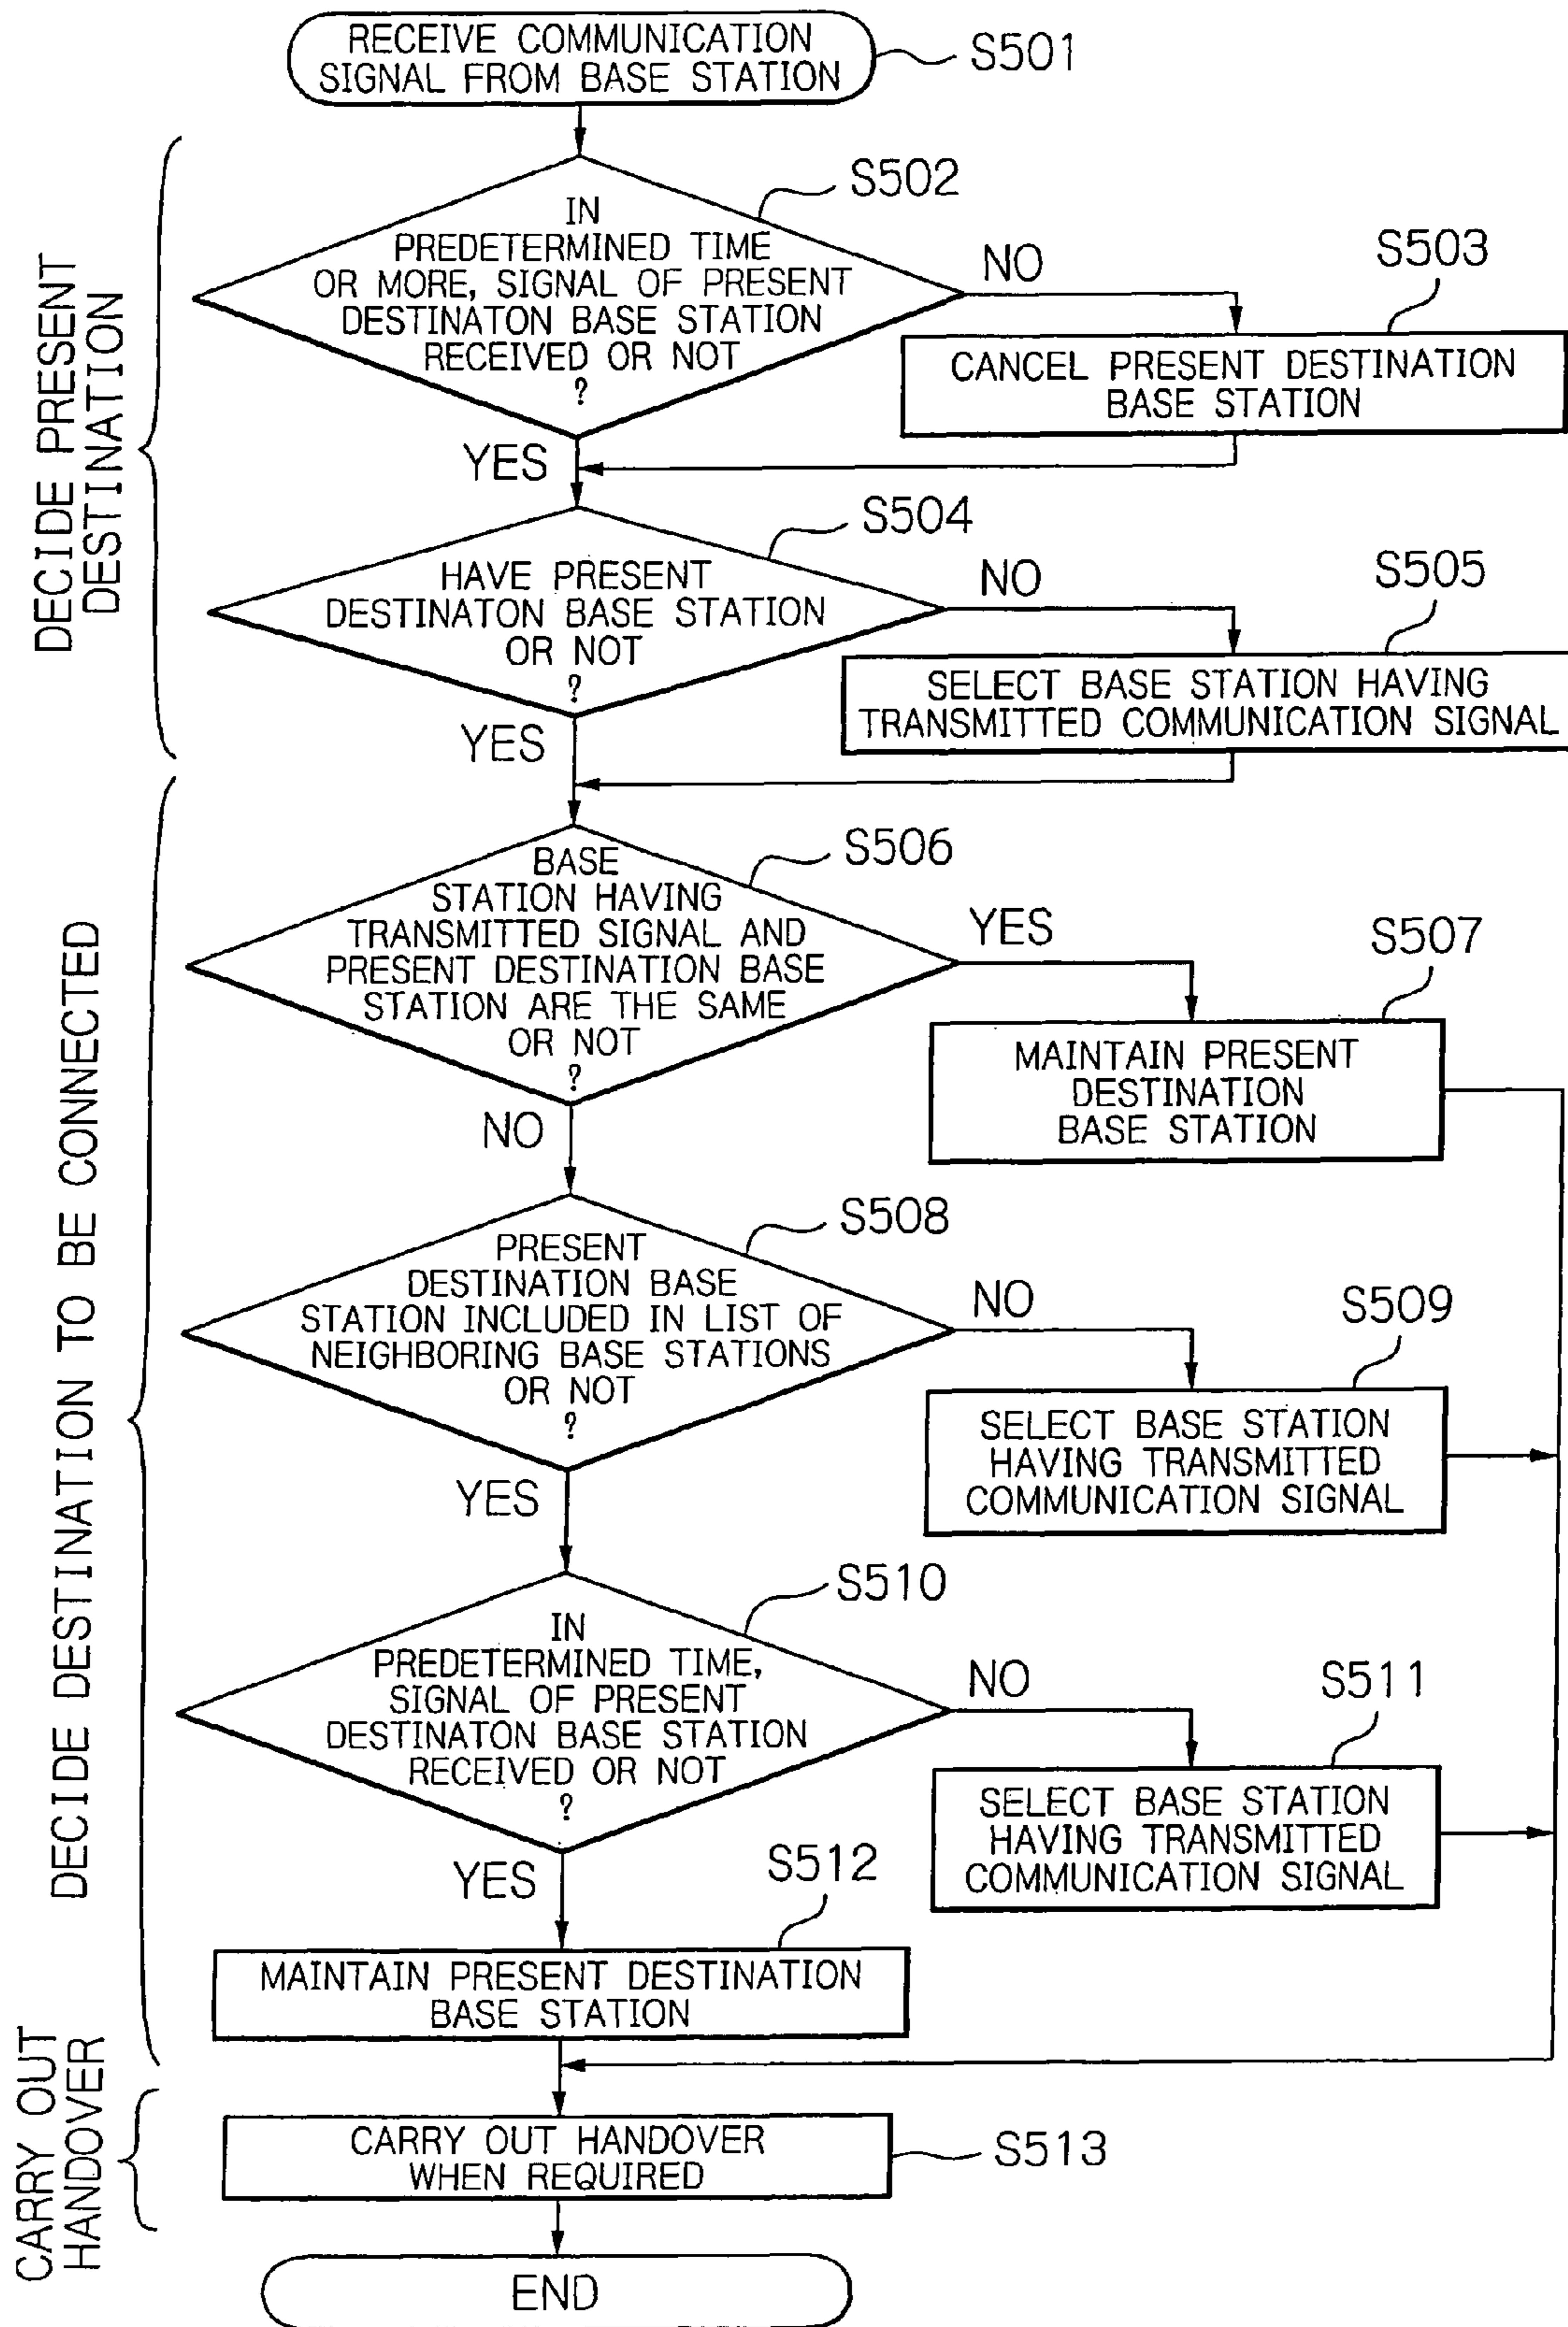 RECEIVE COMMUNICATION
SIGNAL FROM BASE STATION
S501
DECIDE PRESENT
DESTINATION
S502
IN
PREDETERMINED TIME
OR MORE, SIGNAL OF PRESENT
DESTINATON BASE STATION
RECEIVED OR NOT
?
NO
S503
CANCEL PRESENT DESTINATION
BASE STATION
YES
S504
HAVE PRESENT
DESTINATON BASE STATION
OR NOT
?
NO
S505
SELECT BASE STATION HAVING
TRANSMITTED COMMUNICATION SIGNAL
YES
DECIDE DESTINATION TO BE CONNECTED
S506
BASE
STATION HAVING
TRANSMITTED SIGNAL AND
PRESENT DESTINATION BASE
STATION ARE THE SAME
OR NOT
?
YES
S507
MAINTAIN PRESENT
DESTINATION
BASE STATION
NO
S508
PRESENT
DESTINATION BASE
STATION INCLUDED IN LIST OF
NEIGHBORING BASE STATIONS
OR NOT
?
NO
S509
SELECT BASE STATION
HAVING TRANSMITTED
COMMUNICATION SIGNAL
YES
S510
IN
PREDETERMINED TIME,
SIGNAL OF PRESENT
DESTINATON BASE STATION
RECEIVED OR NOT
?
NO
S511
SELECT BASE STATION
HAVING TRANSMITTED
COMMUNICATION SIGNAL
YES
S512
MAINTAIN PRESENT DESTINATION
BASE STATION
CARRY OUT
HANDOVER
CARRY OUT HANDOVER
WHEN REQUIRED
S513
END